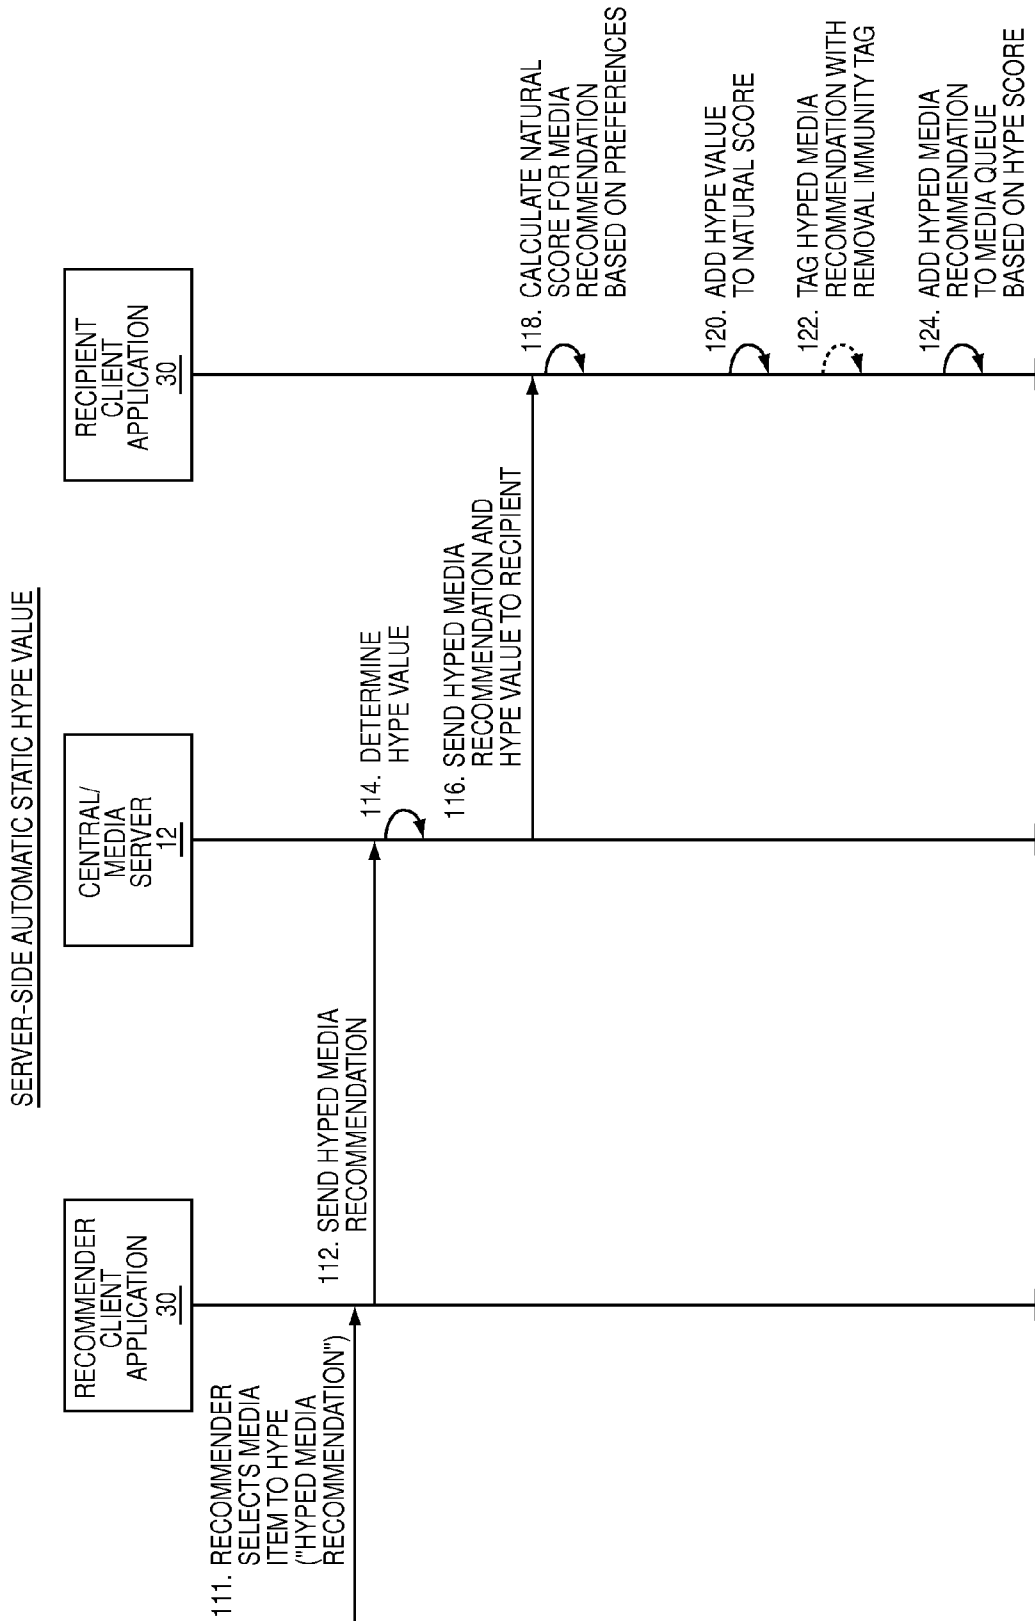 SERVER-SIDE AUTOMATIC STATIC HYPE VALUE
RECOMMENDER
CLIENT
APPLICATION
30
CENTRAL/
MEDIA
SERVER
12
RECIPIENT
CLIENT
APPLICATION
30
111. RECOMMENDER
SELECTS MEDIA
ITEM TO HYPE
("HYPED MEDIA
RECOMMENDATION")
112. SEND HYPED MEDIA
RECOMMENDATION
114. DETERMINE
HYPE VALUE
116. SEND HYPED MEDIA
RECOMMENDATION AND
HYPE VALUE TO RECIPIENT
118. CALCULATE NATURAL
SCORE FOR MEDIA
RECOMMENDATION
BASED ON PREFERENCES
120. ADD HYPE VALUE
TO NATURAL SCORE
122. TAG HYPED MEDIA
RECOMMENDATION WITH
REMOVAL IMMUNITY TAG
124. ADD HYPED MEDIA
RECOMMENDATION
TO MEDIA QUEUE
BASED ON HYPE SCORE